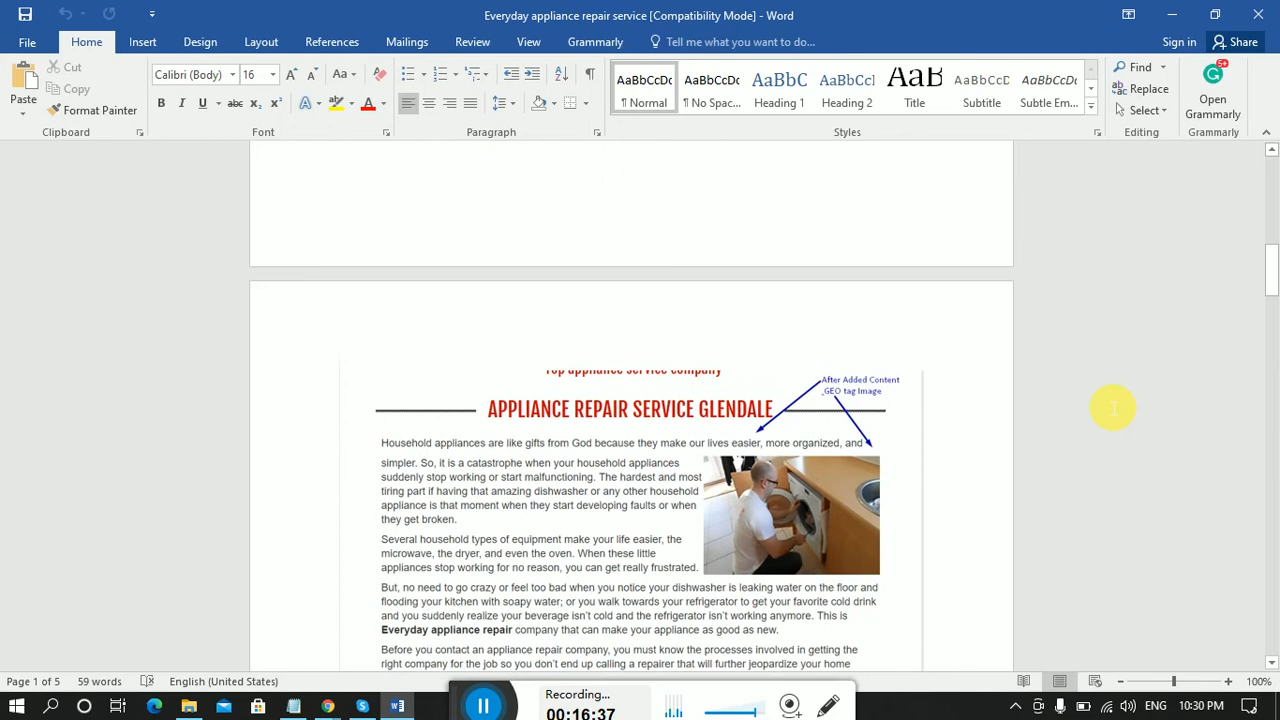 Everyday appliance repair service [Compatibility Mode] - Word
File Home Insert Design Layout References Mailings Review View Grammarly Tell me what you want to do... Sign in Share
Paste
Cut
Copy
Format Painter
Clipboard
Calibri (Body) 16
Aa
B I U abc X₂ X²
A
Font
Paragraph
AaBbCcDc AaBbCcDc AaBbC AaBbCcI AaB AaBbCcD AaBbCcDc
¶ Normal ¶ No Spac... Heading Heading 2 Title Subtitle Subtle Em...
Styles
Find
Replace
Select
Editing
5+
Open
Grammarly
Grammarly
Top appliance service company
After Added Content
_GEO tag Image
APPLIANCE REPAIR SERVICE GLENDALE
Household appliances are like gifts from God because they make our lives easier, more organized, and
simpler. So, it is a catastrophe when your household appliances
suddenly stop working or start malfunctioning. The hardest and most
tiring part if having that amazing dishwasher or any other household
appliance is that moment when they start developing faults or when
they get broken.
Several household types of equipment make your life easier, the
microwave, the dryer, and even the oven. When these little
appliances stop working for no reason, you can get really frustrated.
But, no need to go crazy or feel too bad when you notice your dishwasher is leaking water on the floor and
flooding your kitchen with soapy water; or you walk towards your refrigerator to get your favorite cold drink
and you suddenly realize your beverage isn't cold and the refrigerator isn't working anymore. This is
Everyday appliance repair company that can make your appliance as good as new.
Before you contact an appliance repair company, you must know the processes involved in getting the
right company for the job so you don't end up calling a repairer that will further jeopardize your home
Page 1 of 5 59 words English (United States) 100%
Recording...
00:16:37
ENG 10:30 PM